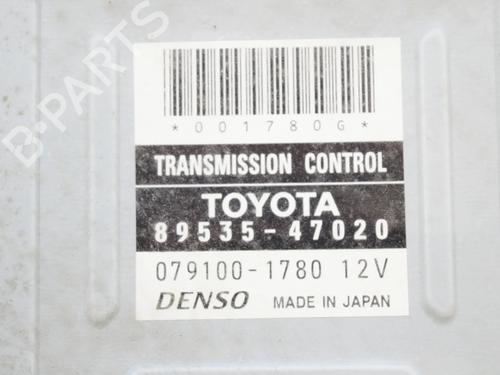 B-PARTS
*001780G*
TRANSMISSION CONTROL
TOYOTA
89535-47020
079100-1780 12V
DENSO MADE IN JAPAN